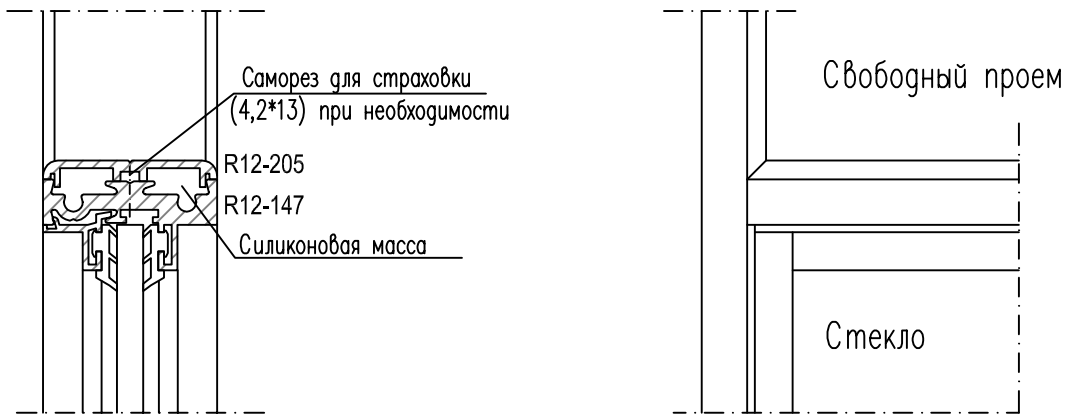 Саморез для страховки
(4,2*13) при необходимости
R12-205
R12-147
Силиконовая масса
Свободный проем
Стекло